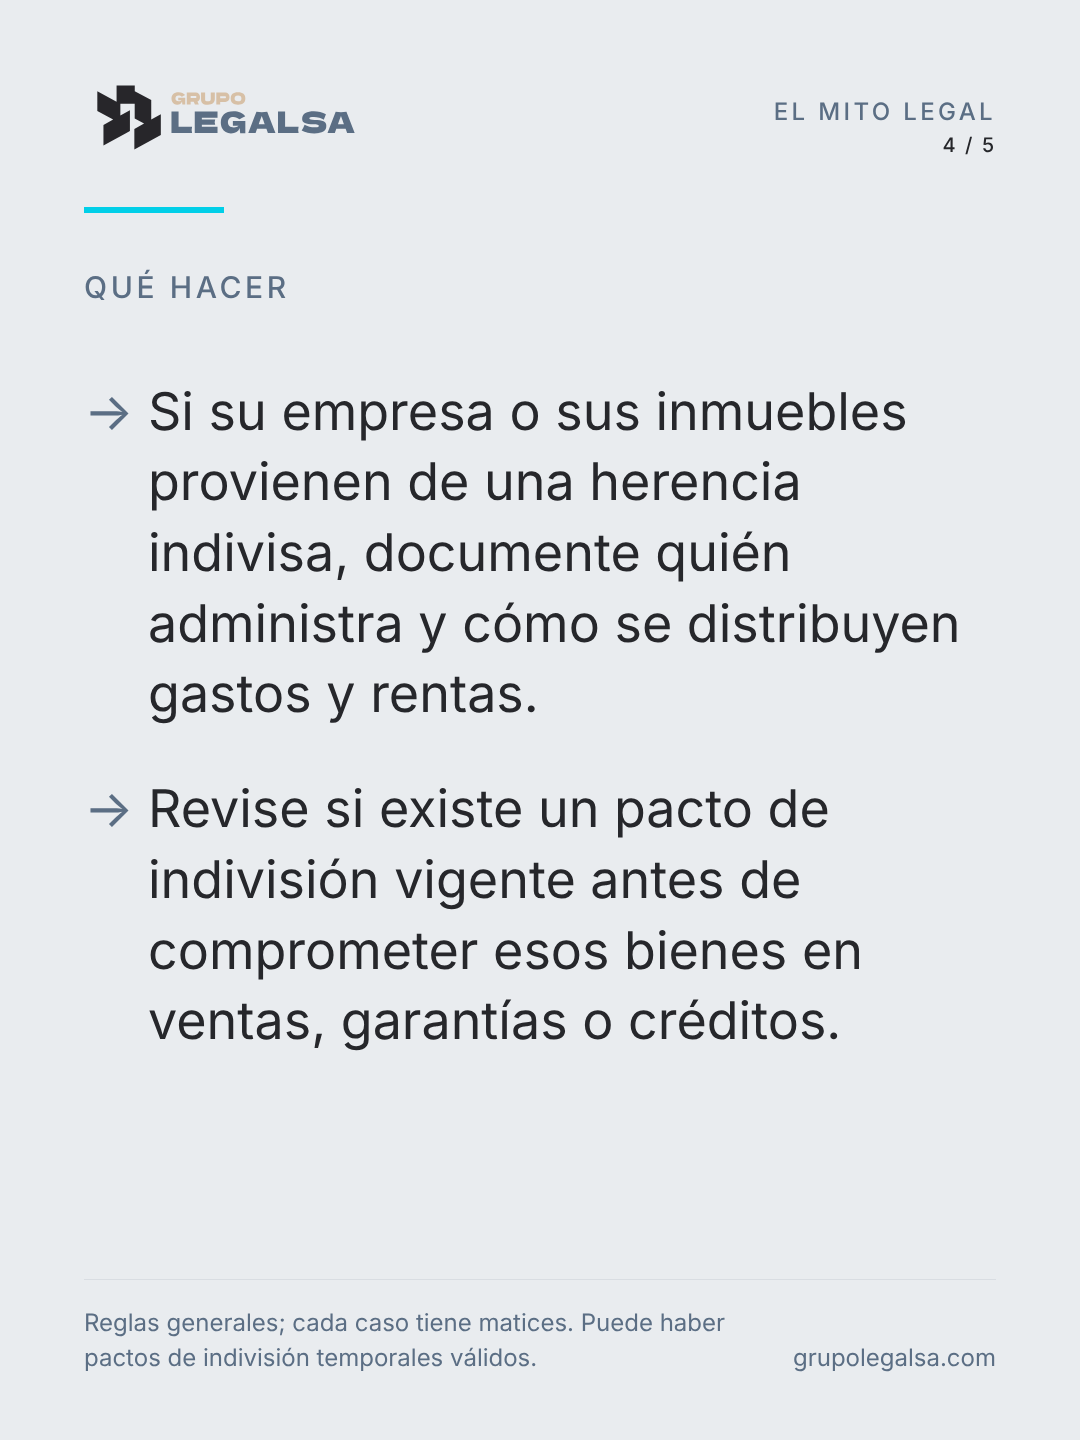 GRUPO
LEGALSA
EL MITO LEGAL
4 / 5
QUÉ HACER
→ Si su empresa o sus inmuebles
provienen de una herencia
indivisa, documente quién
administra y cómo se distribuyen
gastos y rentas.
→ Revise si existe un pacto de
indivisión vigente antes de
comprometer esos bienes en
ventas, garantías o créditos.
Reglas generales; cada caso tiene matices. Puede haber
pactos de indivisión temporales válidos.
grupolegalsa.com